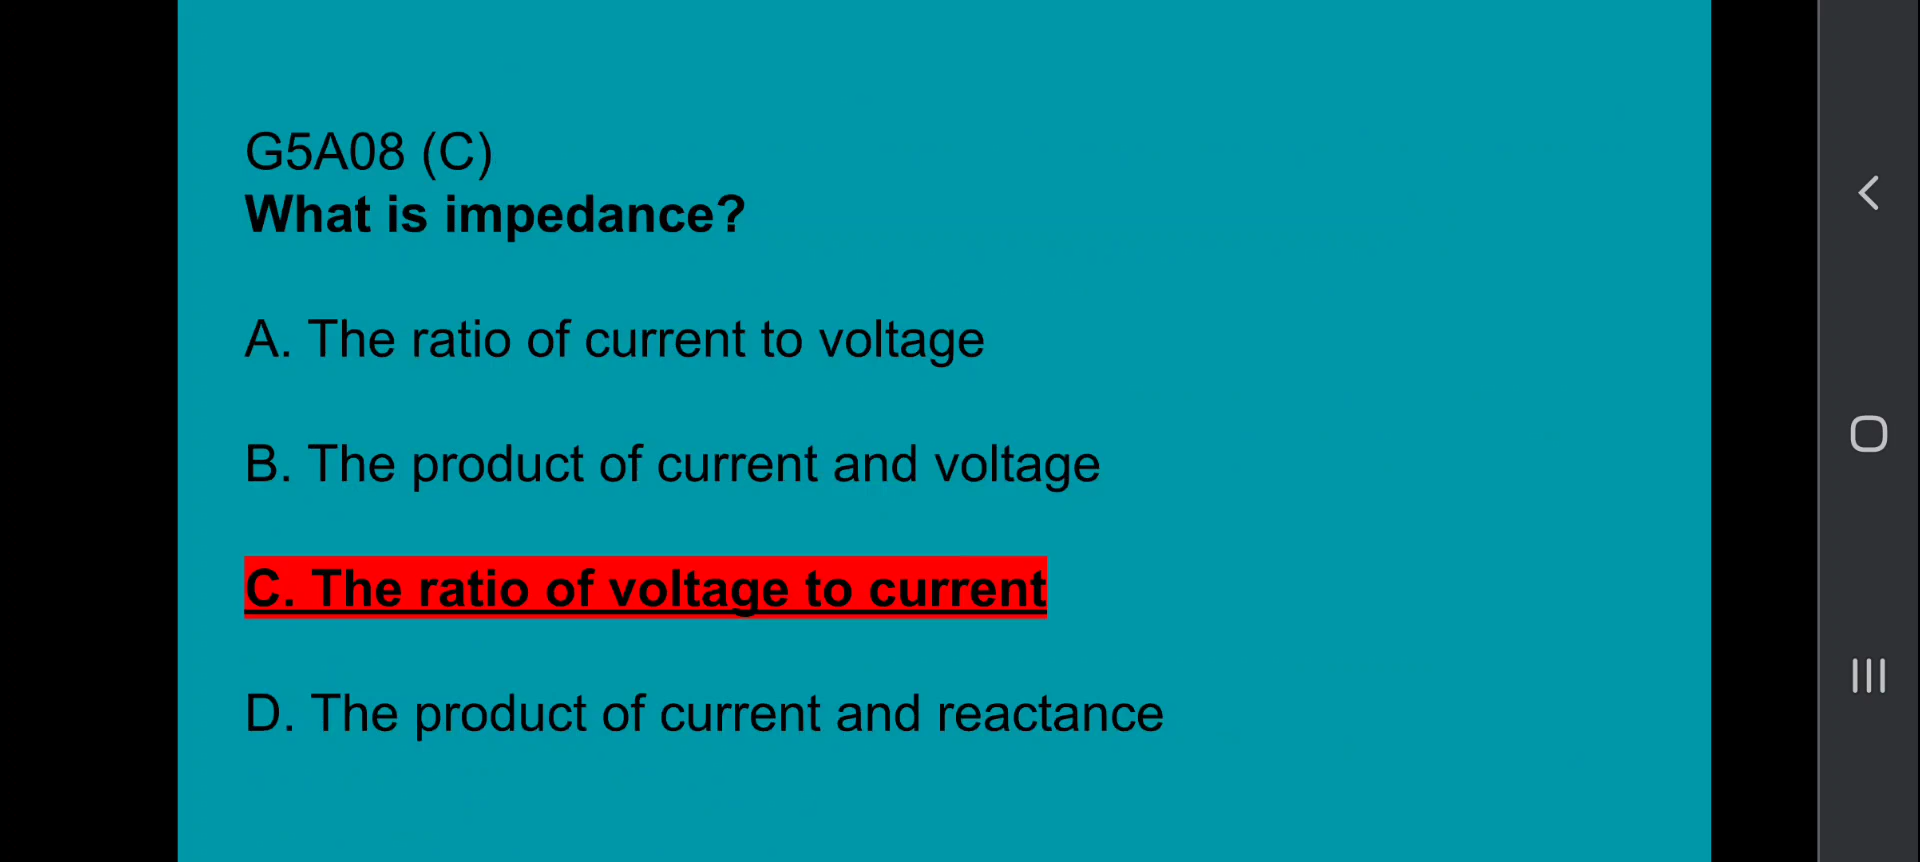 G5A08 (C)
What is impedance?
A. The ratio of current to voltage
B. The product of current and voltage
C. The ratio of voltage to current
D. The product of current and reactance